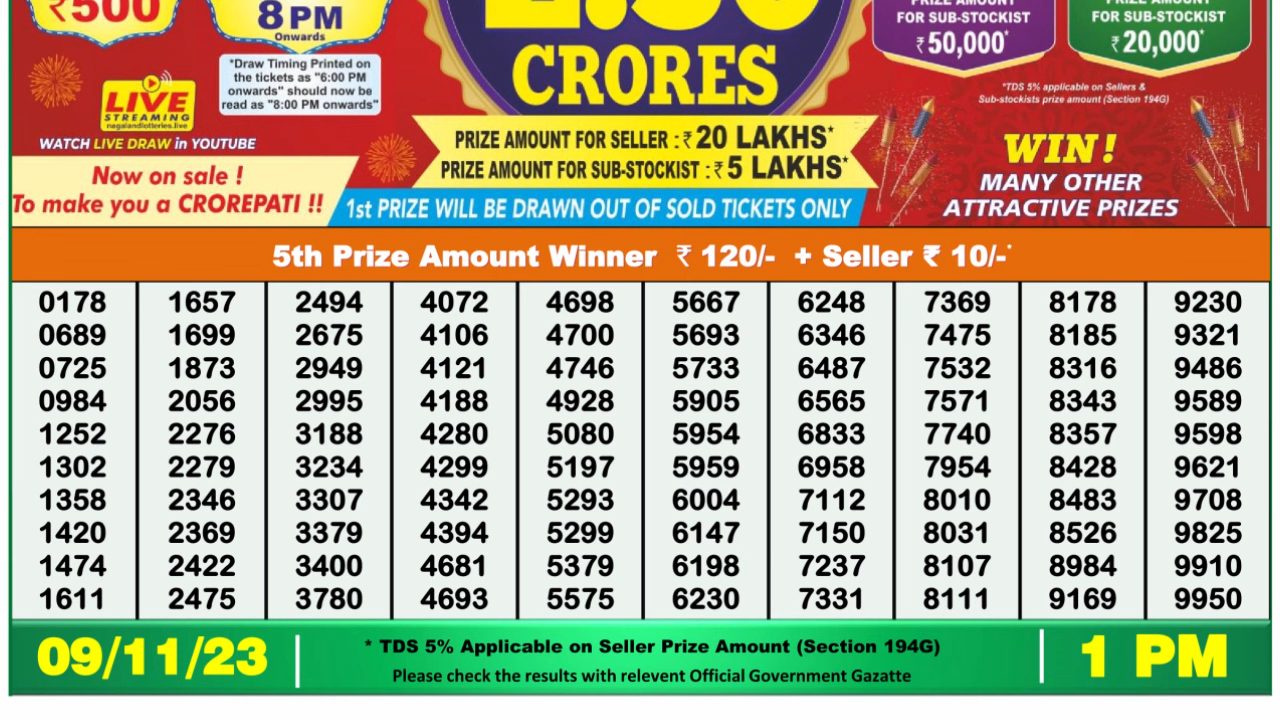 ₹500
8 PM
Onwards
*Draw Timing Printed on
the tickets as "6:00 PM
onwards" should now be
read as "8:00 PM onwards"
LIVE
STREAMING
nagalandlotteries.live
WATCH LIVE DRAW in YOUTUBE
Now on sale !
To make you a CROREPATI !!
CRORES
PRIZE AMOUNT FOR SELLER : ₹ 20 LAKHS*
PRIZE AMOUNT FOR SUB-STOCKIST : ₹ 5 LAKHS*
1st PRIZE WILL BE DRAWN OUT OF SOLD TICKETS ONLY
PRIZE AMOUNT
FOR SUB-STOCKIST
₹50,000*
PRIZE AMOUNT
FOR SUB-STOCKIST
₹20,000*
*TDS 5% applicable on Sellers &
Sub-stockists prize amount (Section 194G)
WIN !
MANY OTHER
ATTRACTIVE PRIZES
5th Prize Amount Winner ₹ 120/- + Seller ₹ 10/-*
0178 1657 2494 4072 4698 5667 6248 7369 8178 9230
0689 1699 2675 4106 4700 5693 6346 7475 8185 9321
0725 1873 2949 4121 4746 5733 6487 7532 8316 9486
0984 2056 2995 4188 4928 5905 6565 7571 8343 9589
1252 2276 3188 4280 5080 5954 6833 7740 8357 9598
1302 2279 3234 4299 5197 5959 6958 7954 8428 9621
1358 2346 3307 4342 5293 6004 7112 8010 8483 9708
1420 2369 3379 4394 5299 6147 7150 8031 8526 9825
1474 2422 3400 4681 5379 6198 7237 8107 8984 9910
1611 2475 3780 4693 5575 6230 7331 8111 9169 9950
09/11/23
* TDS 5% Applicable on Seller Prize Amount (Section 194G)
Please check the results with relevent Official Government Gazatte
1 PM